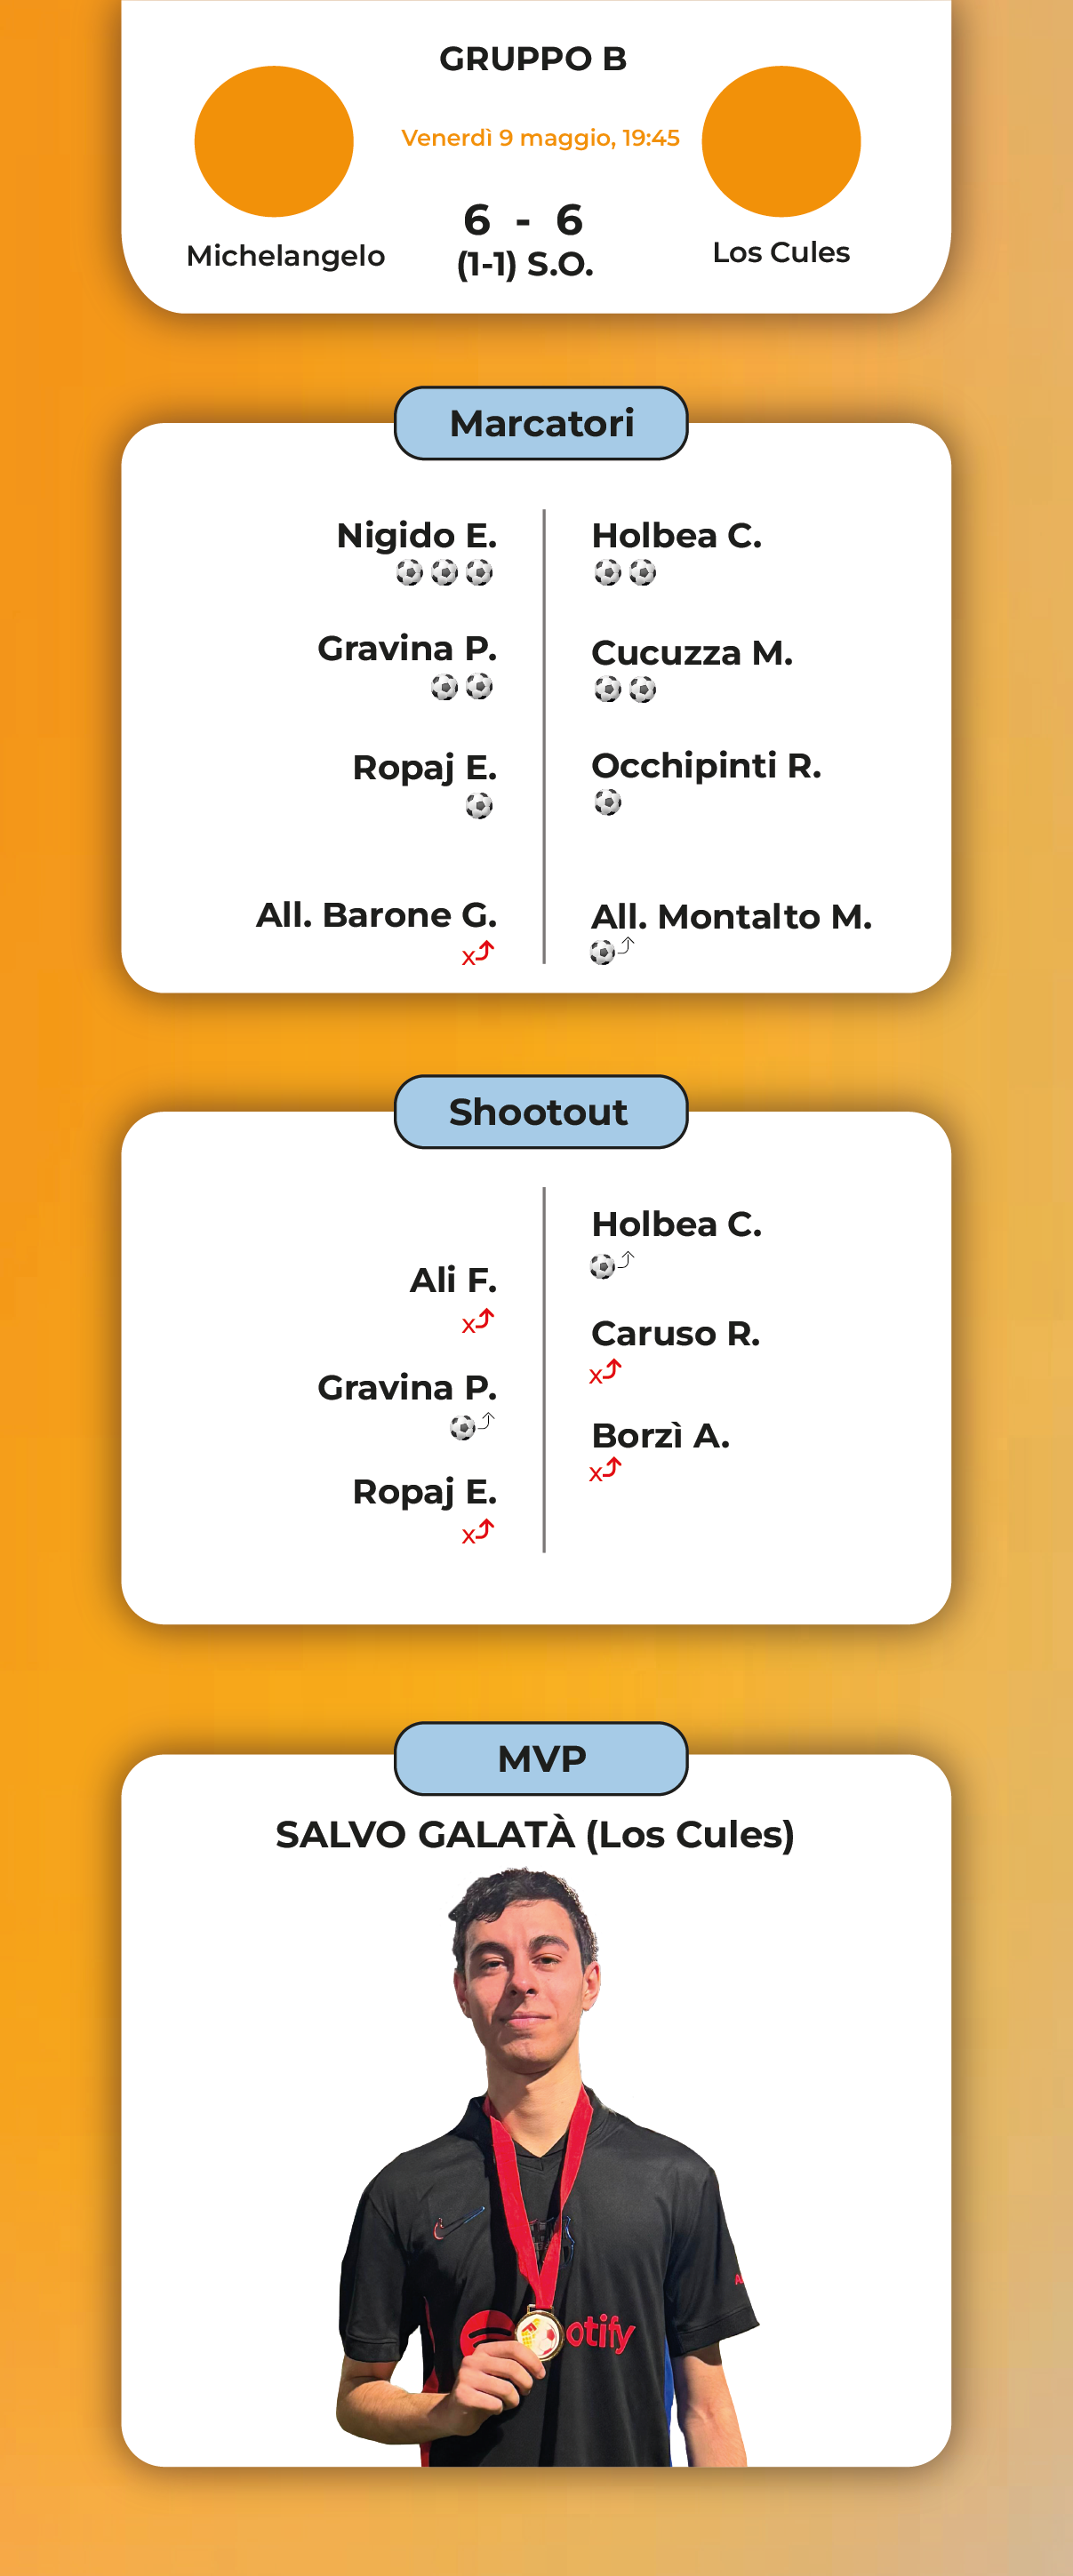 GRUPPO B
Venerdì 9 maggio, 19:45
6 - 6
(1-1) S.O.
Michelangelo
Los Cules
Marcatori
Nigido E.
Gravina P.
Ropaj E.
All. Barone G.
x
Holbea C.
Cucuzza M.
Occhipinti R.
All. Montalto M.
Shootout
Ali F.
x
Gravina P.
Ropaj E.
x
Holbea C.
Caruso R.
x
Borzì A.
x
MVP
SALVO GALATÀ (Los Cules)
otify